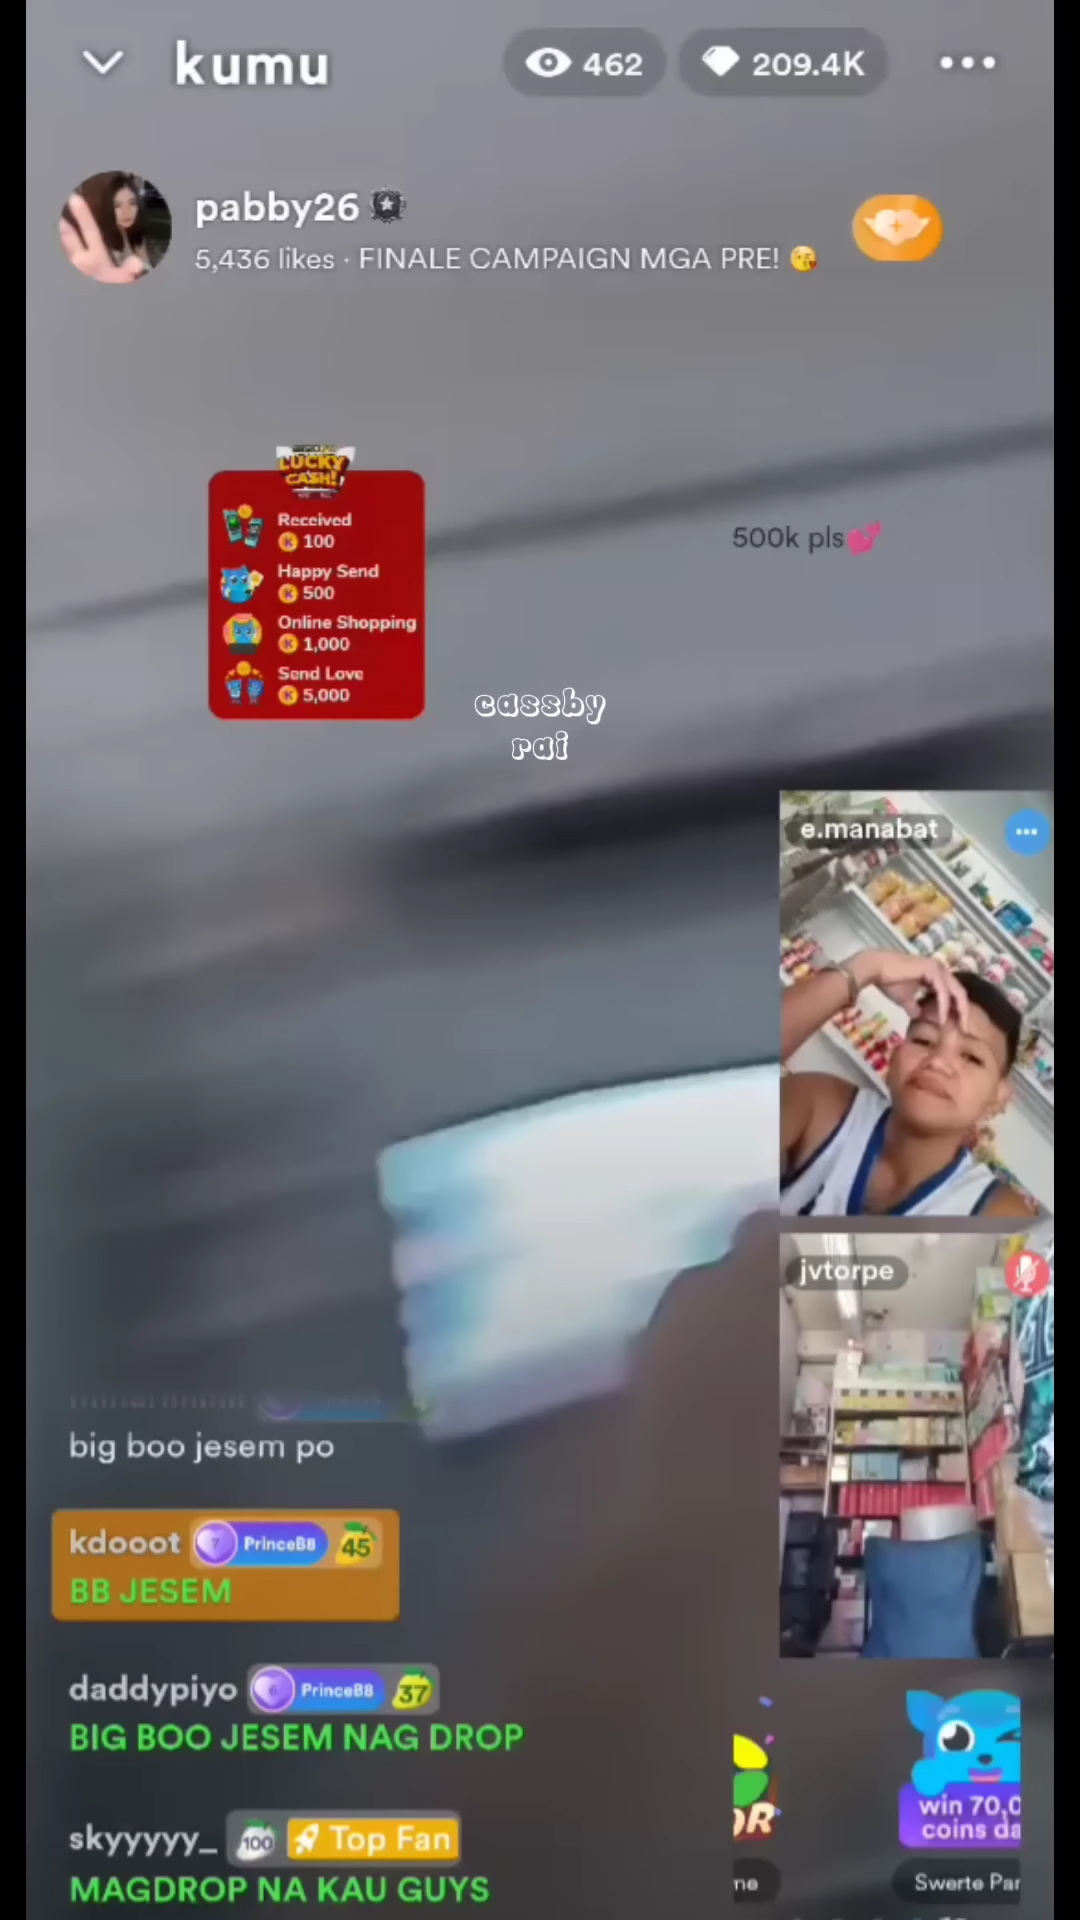 kumu
462
209.4K
pabby26
5,436 likes · FINALE CAMPAIGN MGA PRE! 😘
LUCKY
CASH!
Received
K 100
Happy Send
K 500
Online Shopping
K 1,000
Send Love
K 5,000
500k pls💕
cassby
rai
e.manabat
jvtorpe
big boo jesem po
kdooot 7 PrinceB8 45
BB JESEM
daddypiyo 6 PrinceB8 37
BIG BOO JESEM NAG DROP
skyyyyy_ 100 Top Fan
MAGDROP NA KAU GUYS
win 70,0
coins da
Swerte Par